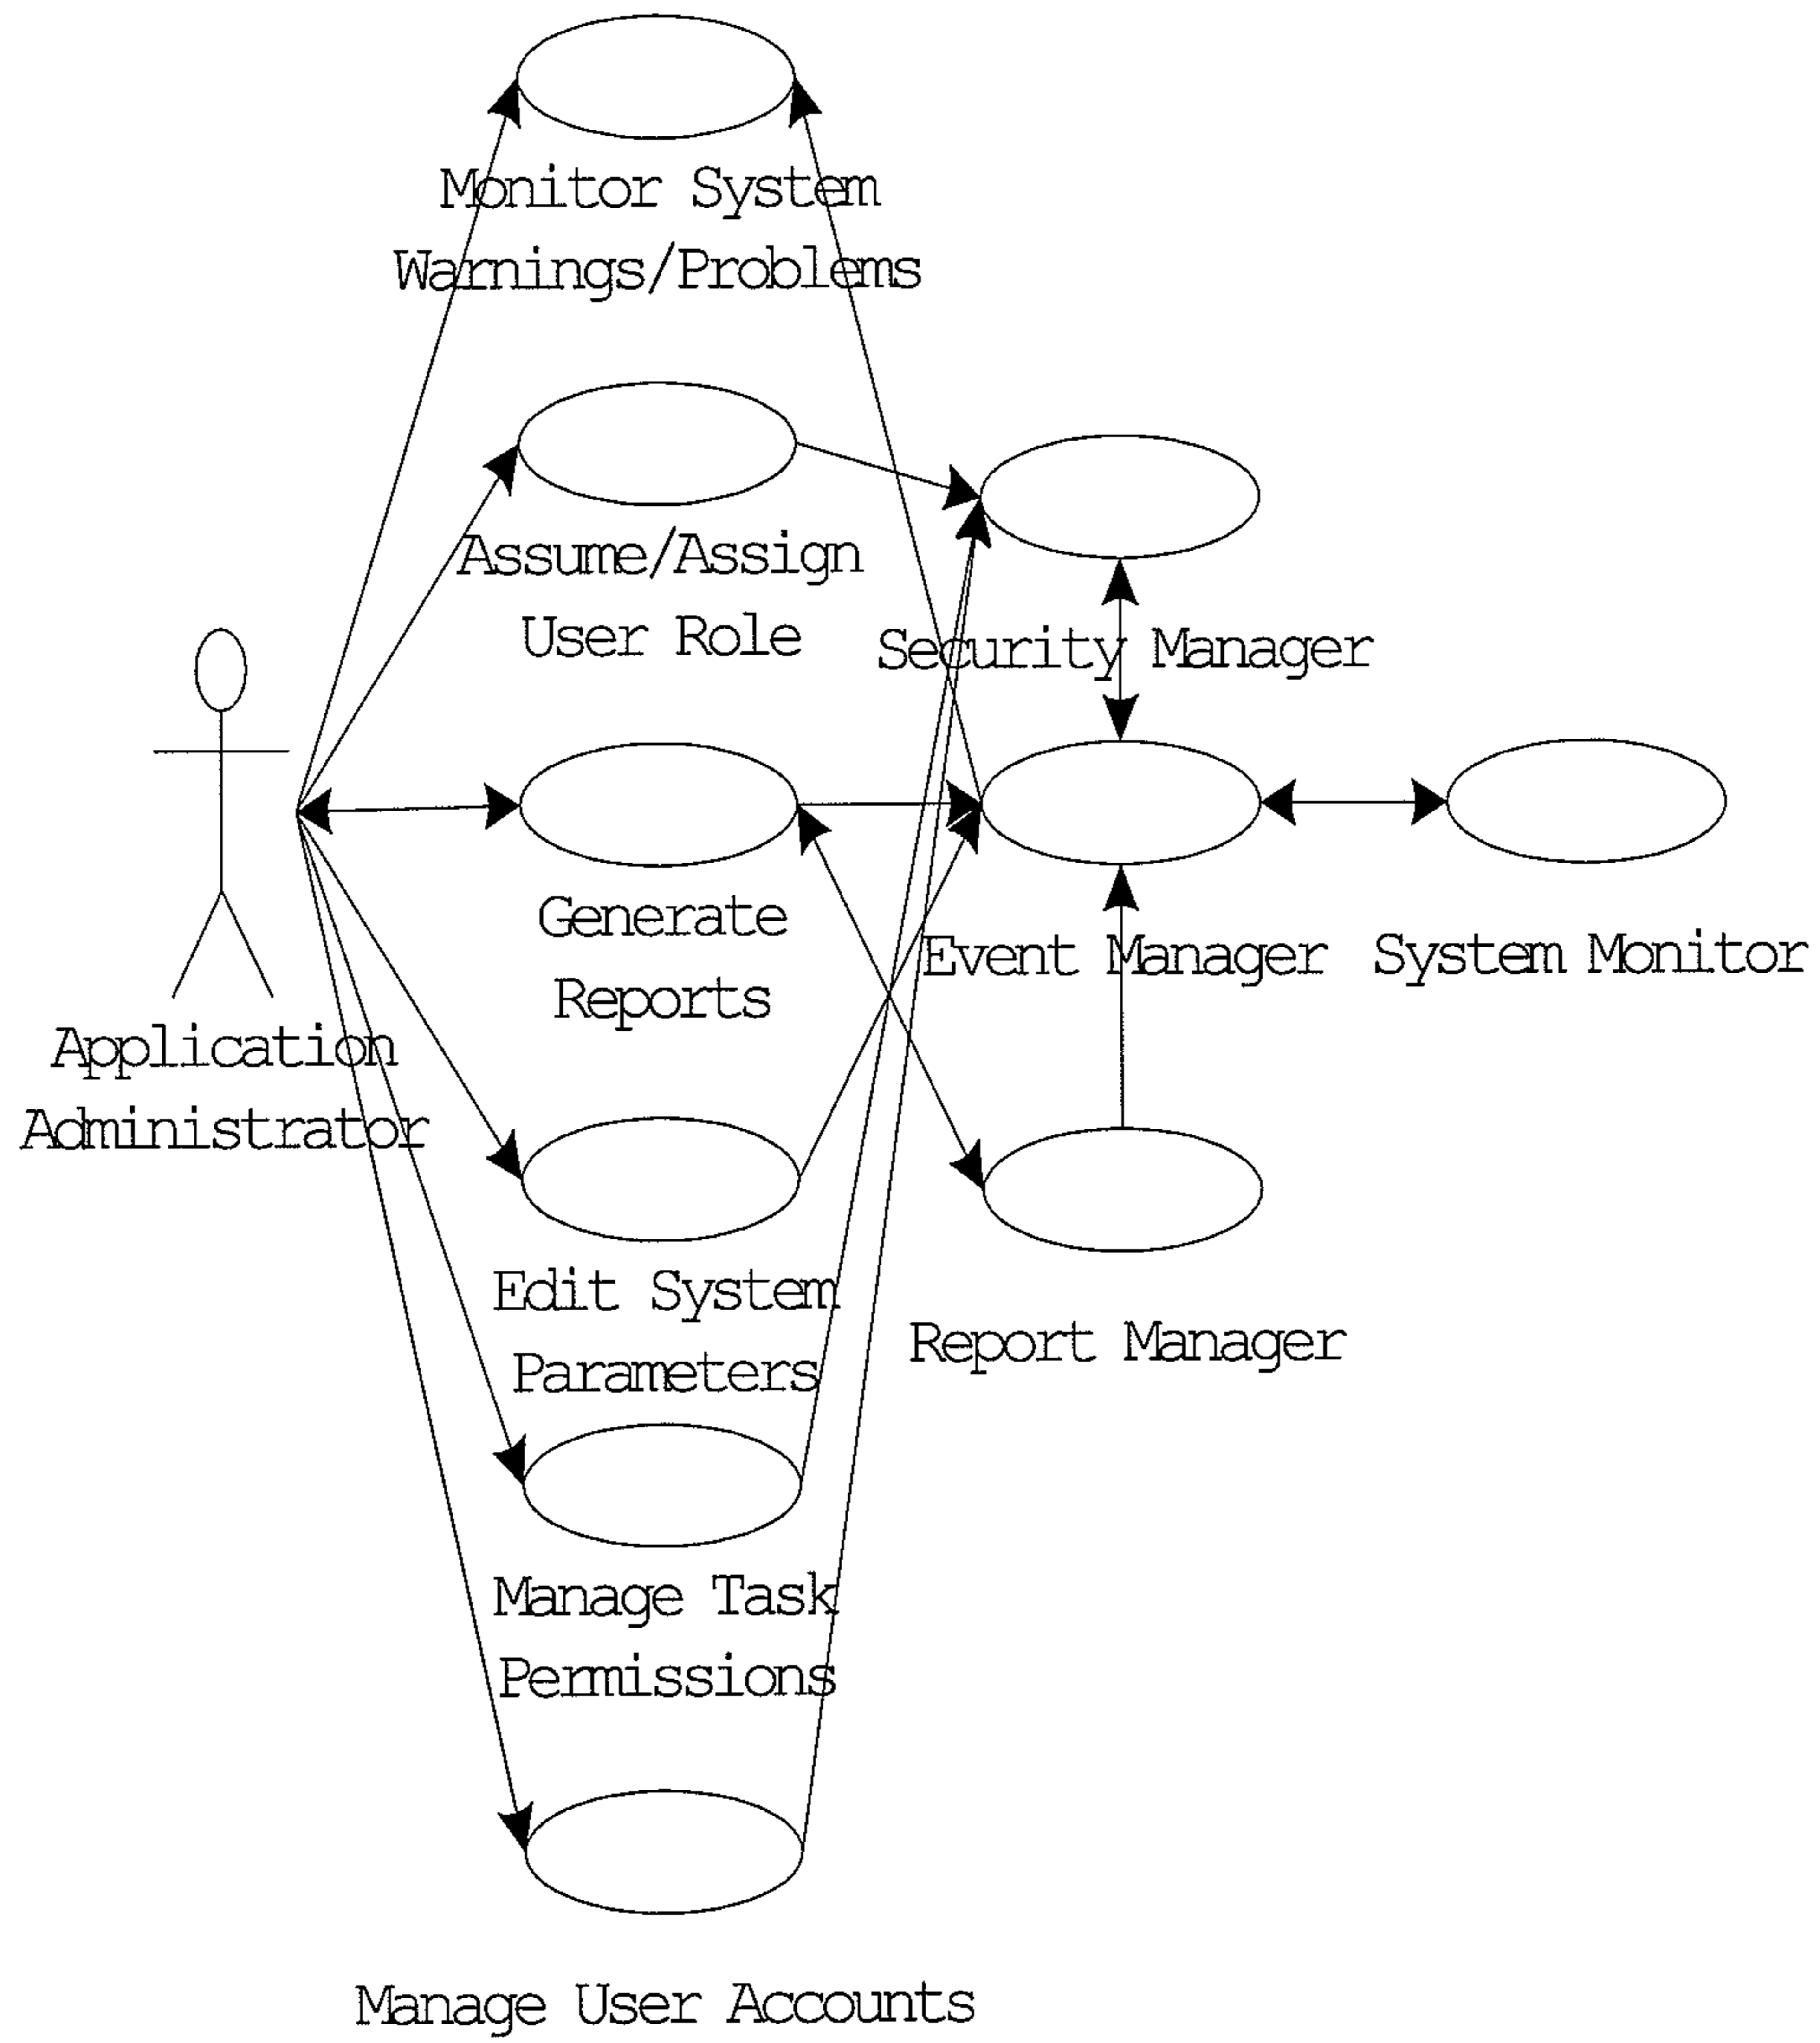 Monitor System
Warnings/Problems
Assume/Assign
User Role
Security Manager
Generate
Reports
Event Manager
System Monitor
Application
Administrator
Edit System
Parameters
Report Manager
Manage Task
Permissions
Manage User Accounts